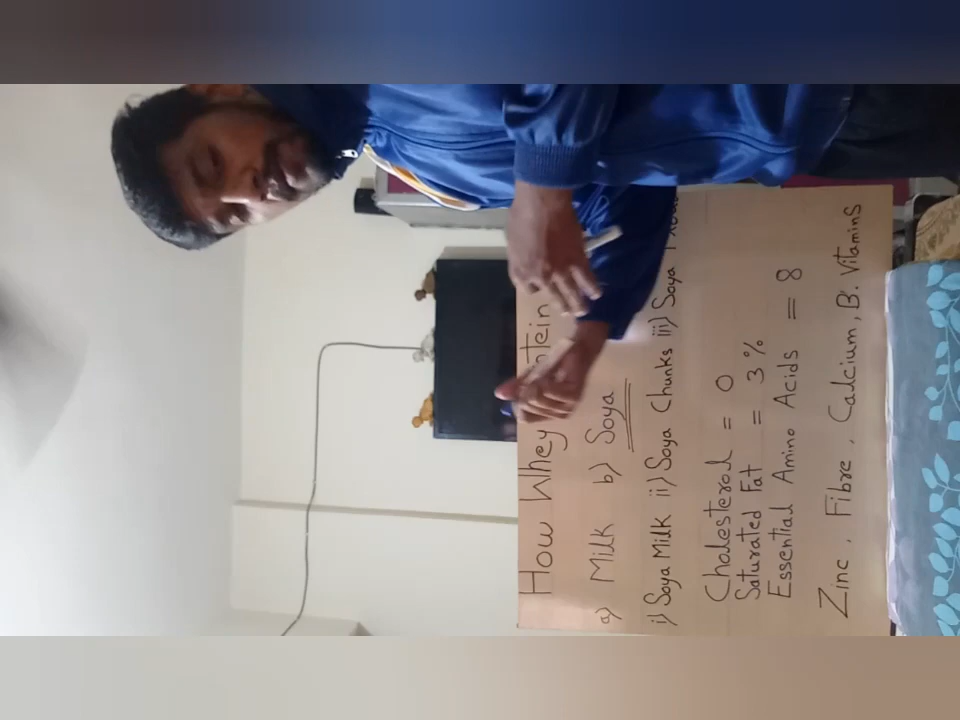 How Whey
a) Milk b) Soya
i) Soya Milk ii) Soya Chunks iii) Soya
Cholesterol = 0
Saturated Fat = 3%
Essential Amino Acids = 8
Zinc, Fibre, Calcium, B. Vitamins